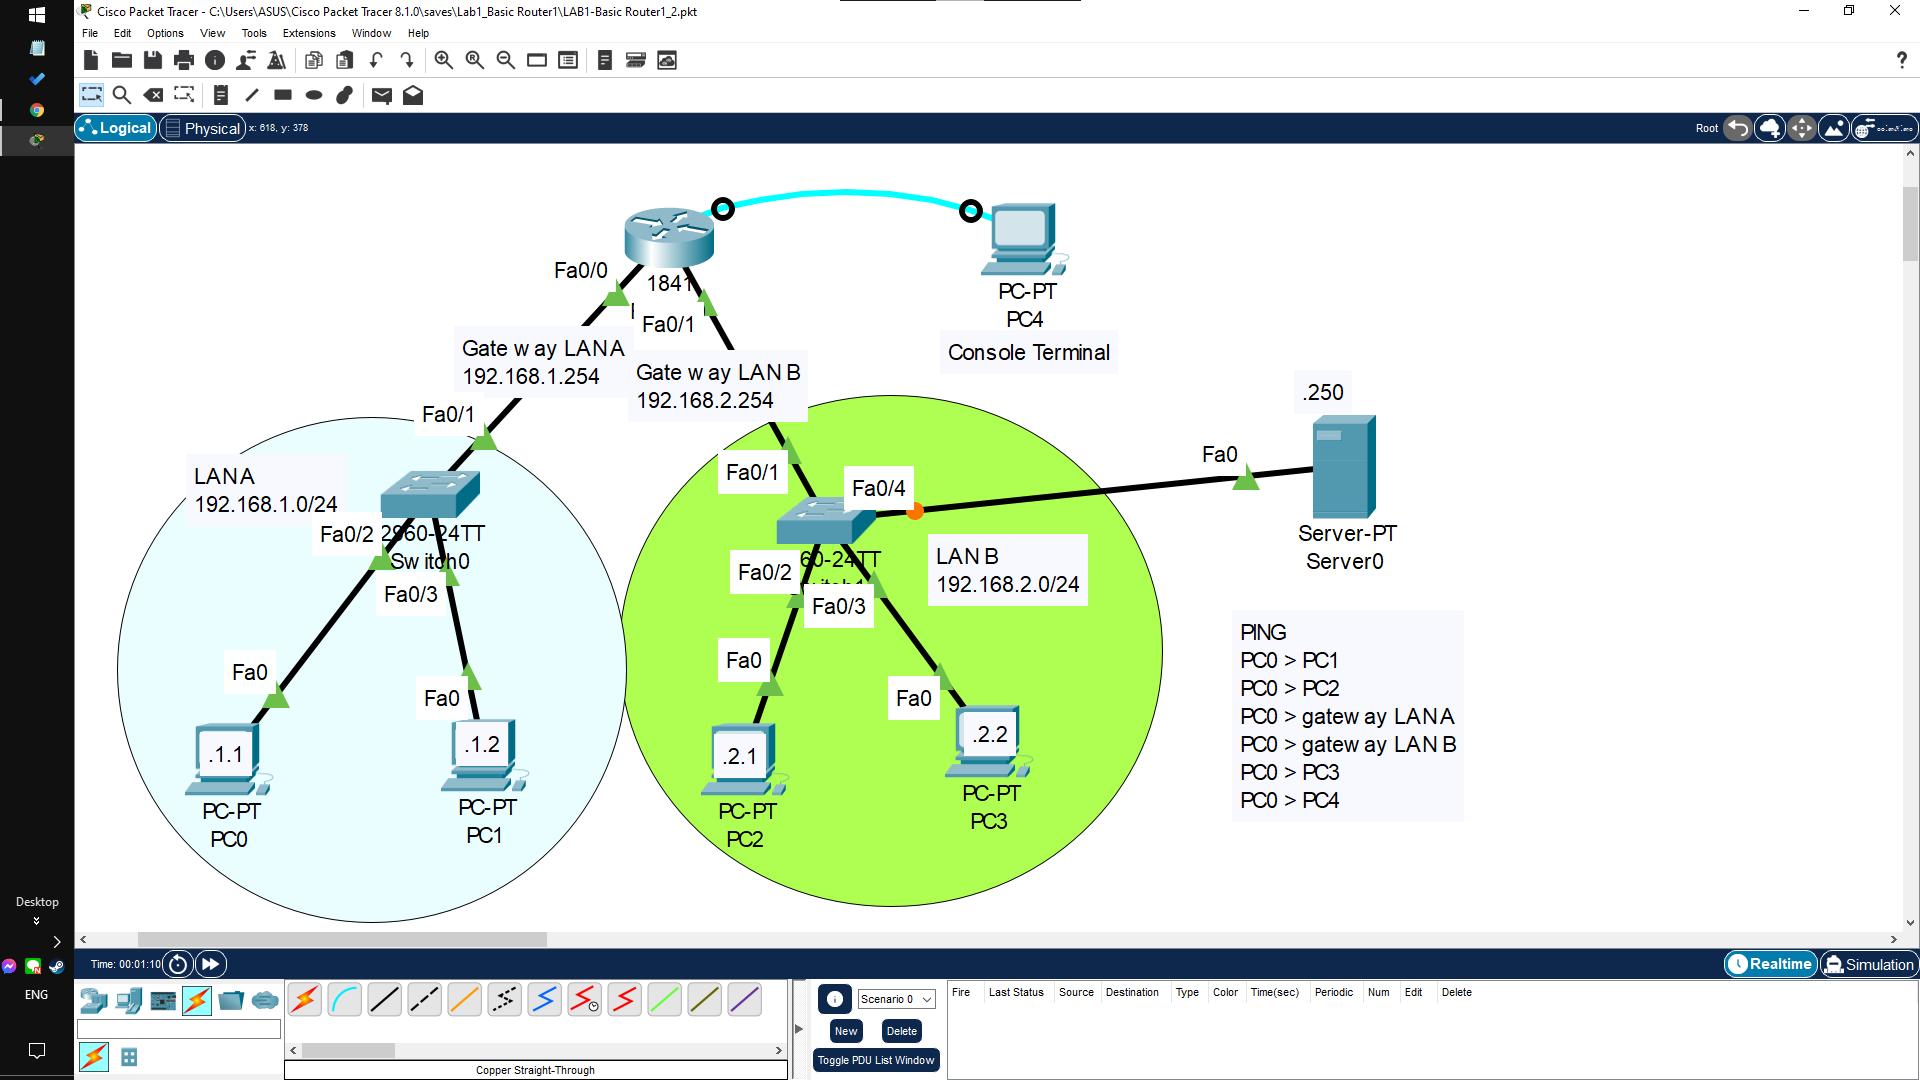 Cisco Packet Tracer - C:\Users\ASUS\Cisco Packet Tracer 8.1.0\saves\Lab1_Basic Router1\LAB1-Basic Router1_2.pkt
File Edit Options View Tools Extensions Window Help
?
Logical
Physical
x: 618, y: 378
Root
Fa0/0
1841
Fa0/1
PC-PT
PC4
Console Terminal
Gate w ay LAN A
192.168.1.254
Gate w ay LAN B
192.168.2.254
.250
Fa0/1
Fa0/1
Fa0/4
Fa0
LAN A
192.168.1.0/24
Fa0/2
2960-24TT
Sw itch0
Fa0/3
Server-PT
Server0
Fa0/2
60-24TT
Fa0/3
LAN B
192.168.2.0/24
PING
PC0 > PC1
PC0 > PC2
PC0 > gatew ay LAN A
PC0 > gatew ay LAN B
PC0 > PC3
PC0 > PC4
Fa0
Fa0
Fa0
Fa0
.1.1
.1.2
.2.1
.2.2
PC-PT
PC0
PC-PT
PC1
PC-PT
PC2
PC-PT
PC3
Desktop
ENG
Time: 00:01:10
Realtime
Simulation
Scenario 0
New
Delete
Toggle PDU List Window
Fire Last Status Source Destination Type Color Time(sec) Periodic Num Edit Delete
Copper Straight-Through